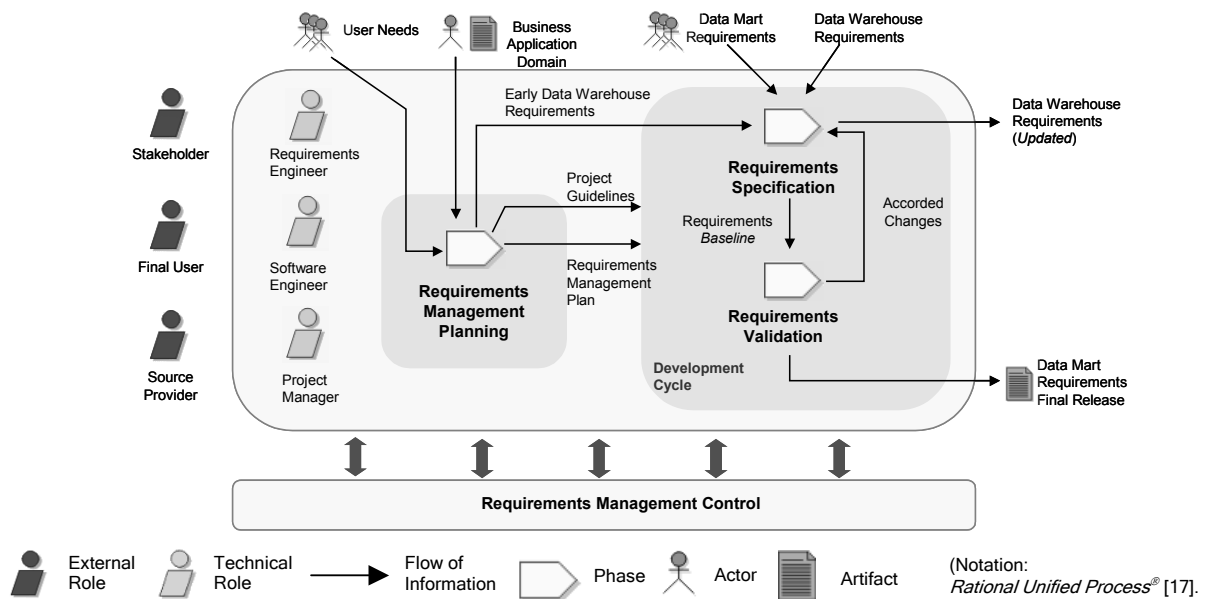 User Needs
Business
Application
Domain
Data Mart
Requirements
Data Warehouse
Requirements
Stakeholder
Final User
Source
Provider
Requirements
Engineer
Software
Engineer
Project
Manager
Early Data Warehouse
Requirements
Project
Guidelines
Requirements
Management
Plan
Requirements
Management
Planning
Requirements
Specification
Requirements
Baseline
Accorded
Changes
Requirements
Validation
Development
Cycle
Data Warehouse
Requirements
(Updated)
Data Mart
Requirements
Final Release
Requirements Management Control
External
Role
Technical
Role
Flow of
Information
Phase
Actor
Artifact
(Notation:
Rational Unified Process® [17].